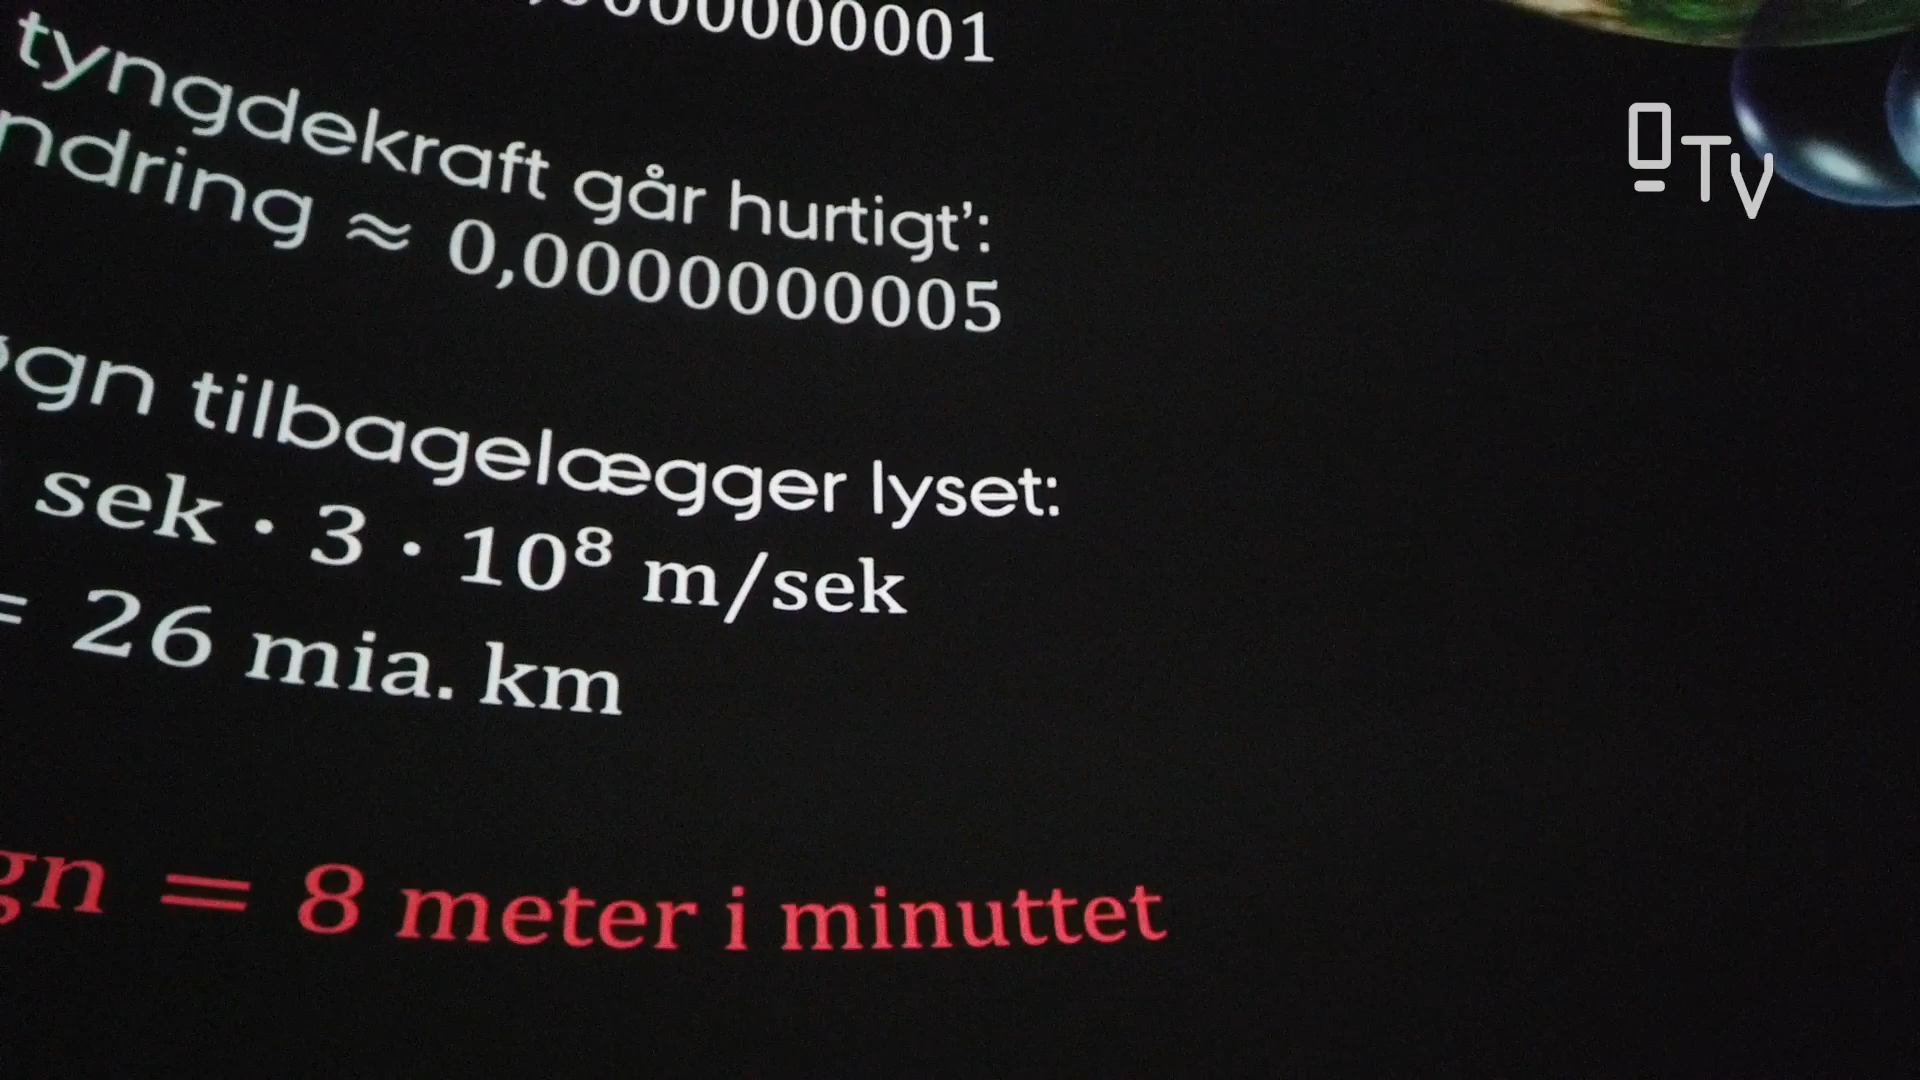 0000000001
tyngdekraft går hurtigt’:
ndring ≈ 0,0000000005
øgn tilbagelægger lyset:
sek · 3 · 10⁸ m/sek
= 26 mia. km
gn = 8 meter i minuttet
TV